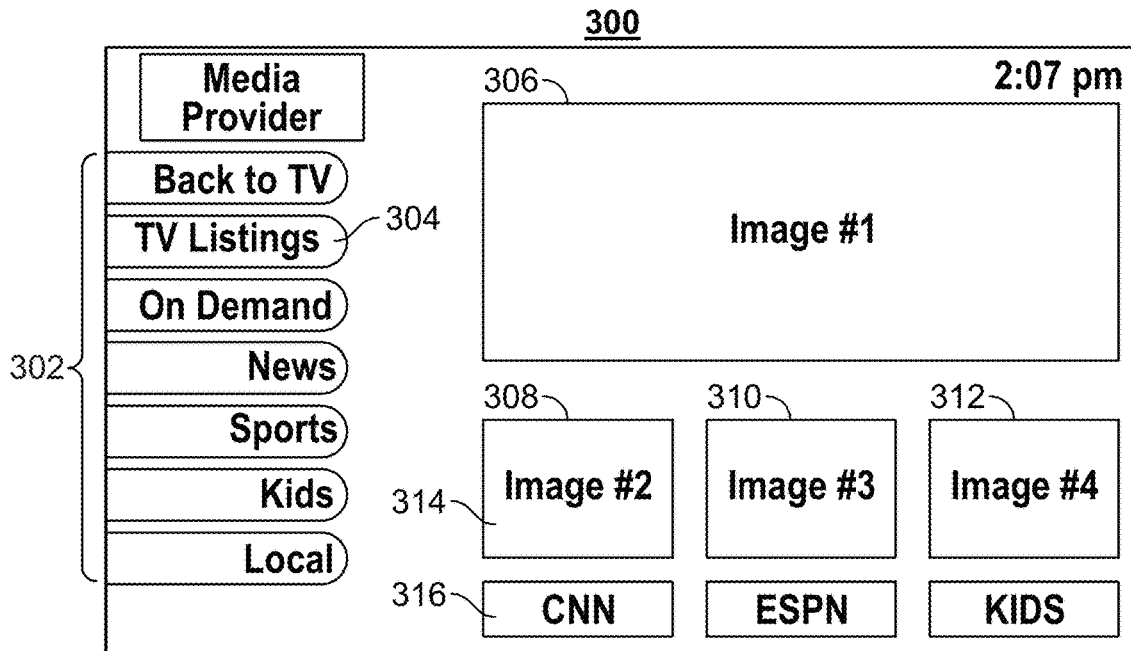 300
Media
Provider
2:07 pm
306
Back to TV
TV Listings
304
Image #1
On Demand
302
News
308
310
312
Sports
Kids
Image #2
Image #3
Image #4
314
Local
316
CNN
ESPN
KIDS